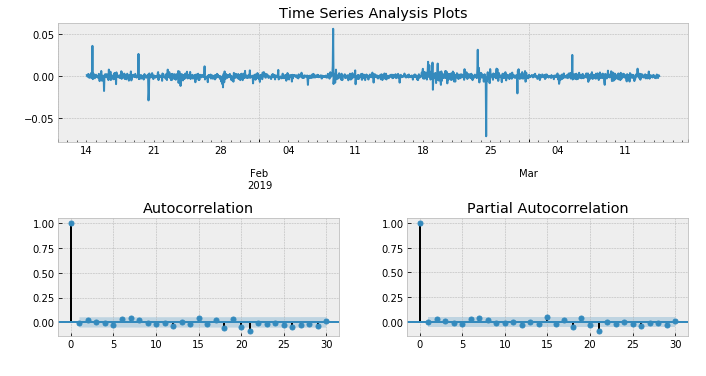 Time Series Analysis Plots
0.05
0.00
−0.05
14 21 28 04 11 18 25 04 11
Feb Mar
2019
Autocorrelation Partial Autocorrelation
1.00 1.00
0.75 0.75
0.50 0.50
0.25 0.25
0.00 0.00
0 5 10 15 20 25 30 0 5 10 15 20 25 30